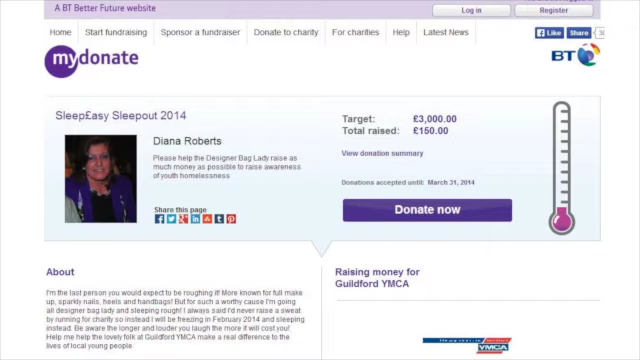 A BT Better Future website
Log in
Register
Home
Start fundraising
Sponsor a fundraiser
Donate to charity
For charities
Help
Latest News
Like
Share
mydonate
BT
Sleep£asy Sleepout 2014
Diana Roberts
Please help the Designer Bag Lady raise as
much money as possible to raise awareness
of youth homelessness
Share this page
Target: £3,000.00
Total raised: £150.00
View donation summary
Donations accepted until: March 31, 2014
Donate now
About
I'm the last person you would expect to be roughing it! More known for full make
up, sparkly nails, heels and handbags! But for such a worthy cause I'm going
all designer bag lady and sleeping rough! I always said I'd never raise a sweat
by running for charity so instead I will be freezing in February 2014 and sleeping
instead. Be aware the longer and louder you laugh the more if will cost you!
Help me help the lovely folk at Guildford YMCA make a real difference to the
lives of local young people
Raising money for
Guildford YMCA
YMCA